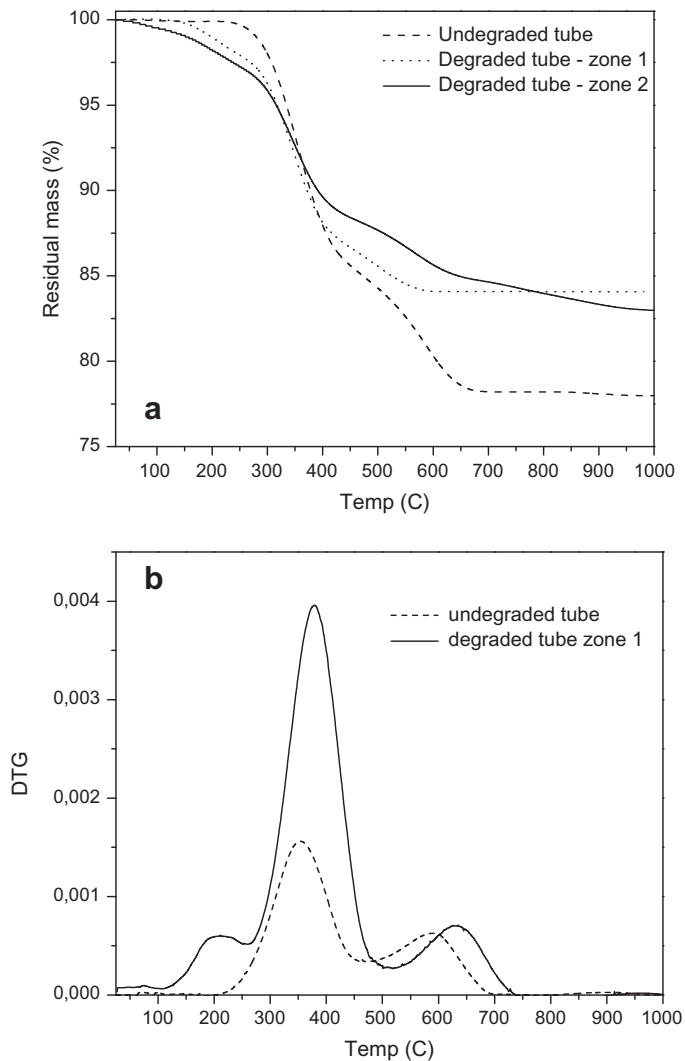 100
Undegraded tube
Degraded tube - zone 1
Degraded tube - zone 2
95
90
85
80
75
Residual mass (%)
a
100 200 300 400 500 600 700 800 900 1000
Temp (C)
b
0,004
undegraded tube
degraded tube zone 1
0,003
0,002
0,001
0,000
DTG
100 200 300 400 500 600 700 800 900 1000
Temp (C)